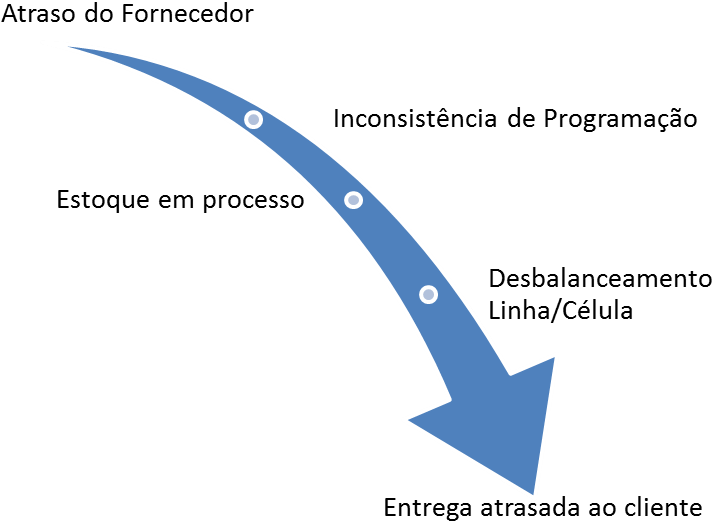 Atraso do Fornecedor
Inconsistência de Programação
Estoque em processo
Desbalanceamento
Linha/Célula
Entrega atrasada ao cliente